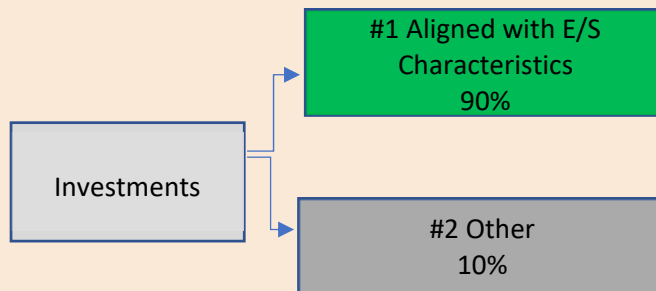 #1 Aligned with E/S
Characteristics
90%
Investments
#2 Other
10%